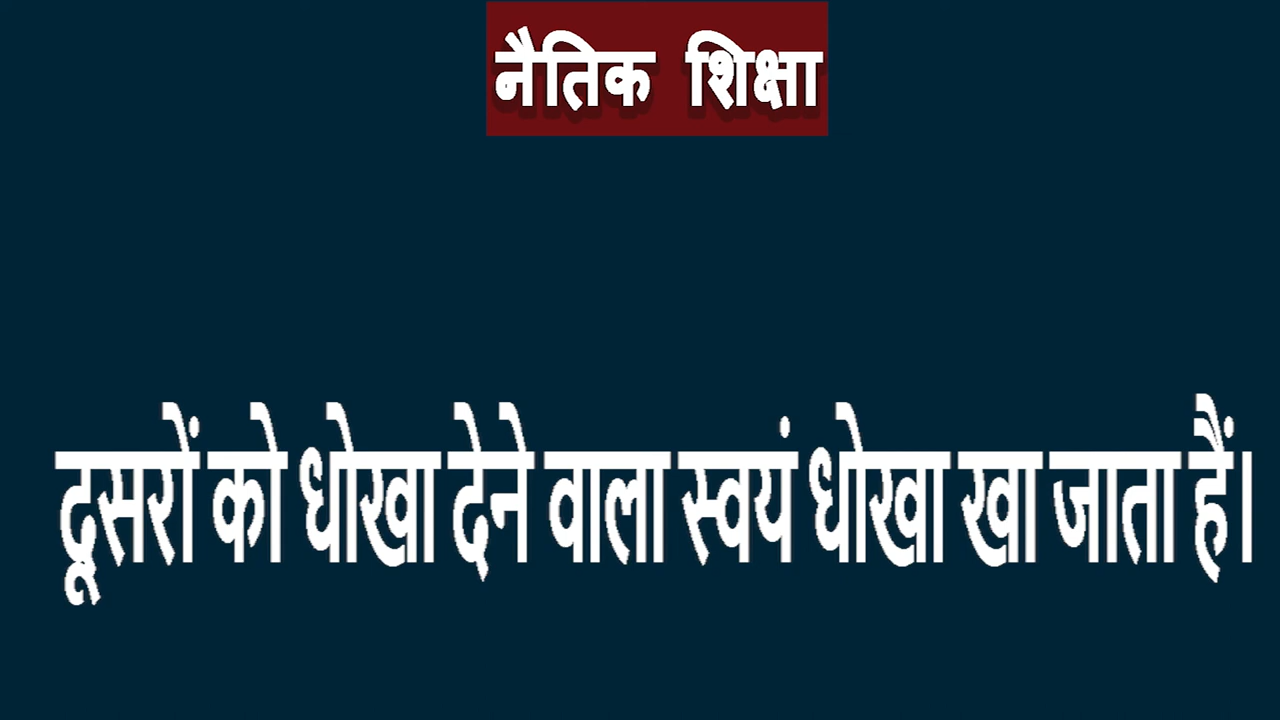 नैतिक शिक्षा
दूसरों को धोखा देने वाला स्वयं धोखा खा जाता हैं।